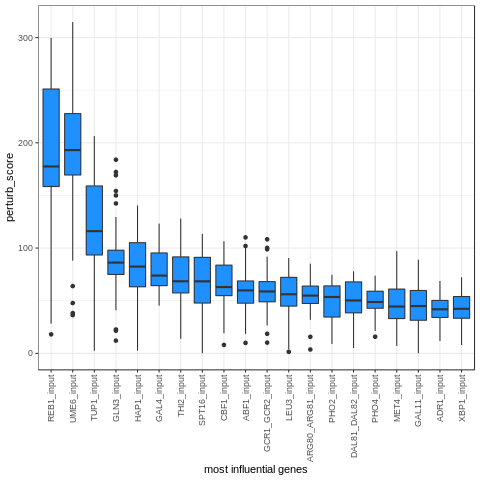 perturb_score
300
200
100
0
REB1_input
UME6_input
TUP1_input
GLN3_input
HAP1_input
GAL4_input
THI2_input
SPT16_input
CBF1_input
ABF1_input
GCR1_GCR2_input
LEU3_input
ARG80_ARG81_input
PHO2_input
DAL81_DAL82_input
PHO4_input
MET4_input
GAL11_input
ADR1_input
XBP1_input
most influential genes